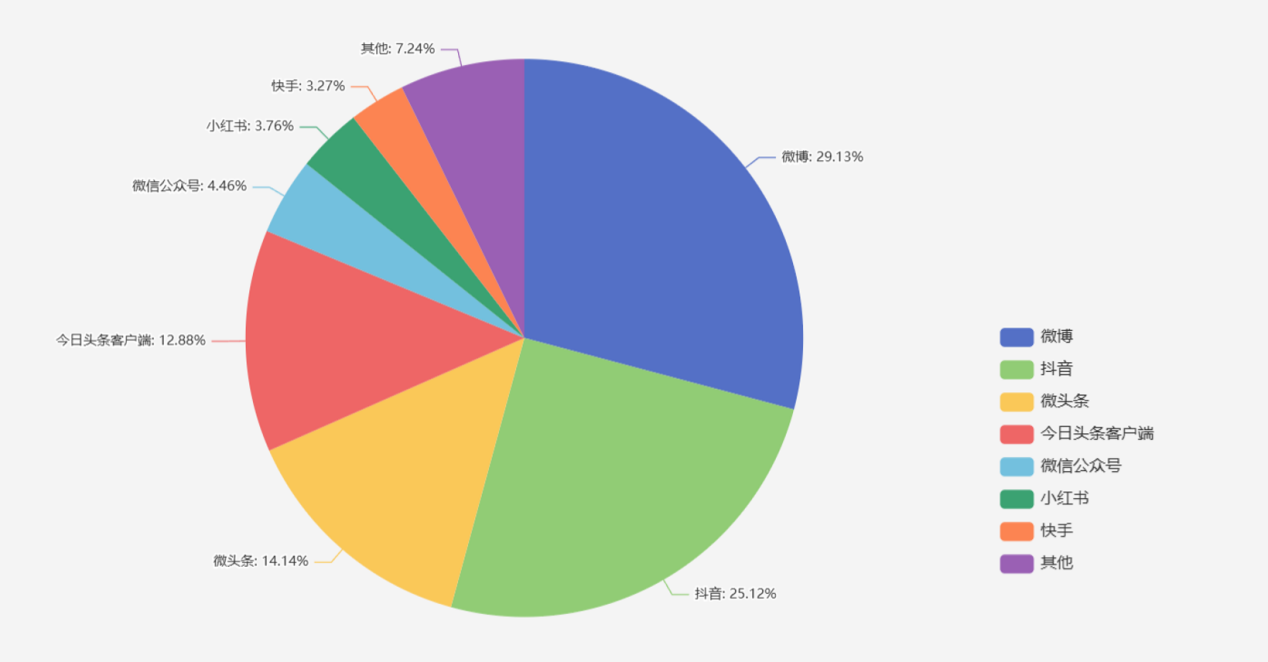 其他: 7.24%
快手: 3.27%
小红书: 3.76%
微博: 29.13%
微信公众号: 4.46%
今日头条客户端: 12.88%
微头条: 14.14%
抖音: 25.12%
微博
抖音
微头条
今日头条客户端
微信公众号
小红书
快手
其他